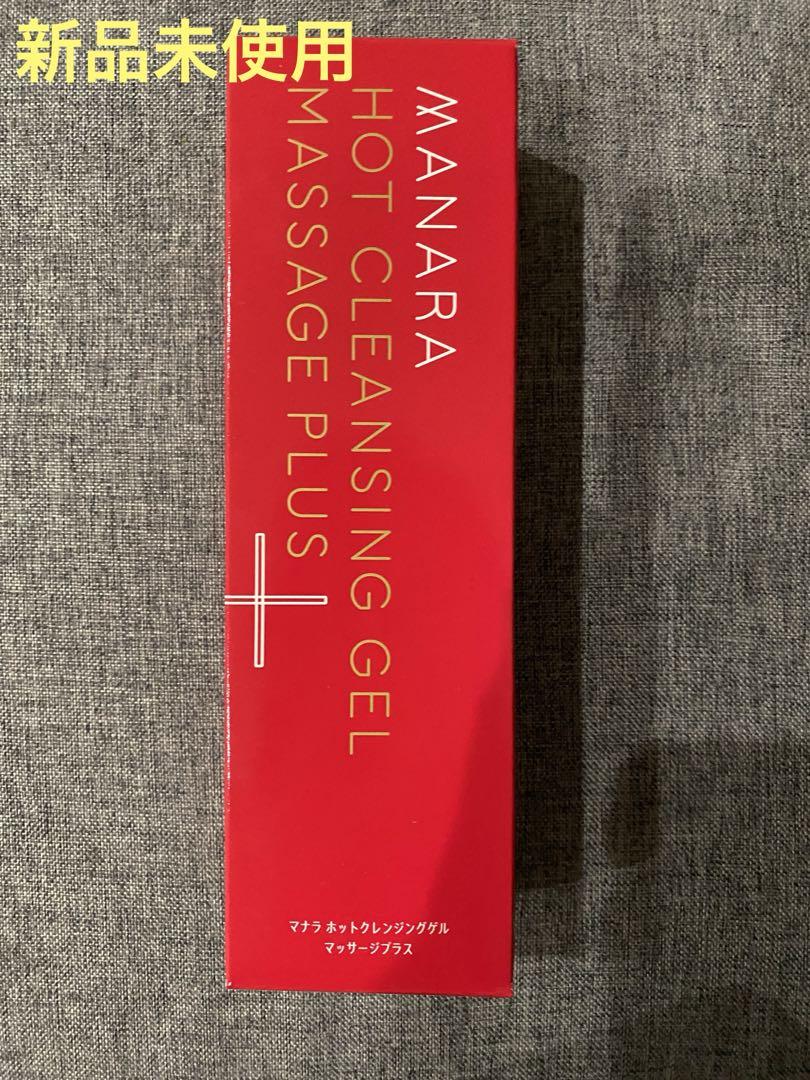 新品未使用
MANARA
HOT CLEANSING GEL
MASSAGE PLUS
マナラ ホットクレンジングゲル
マッサージプラス